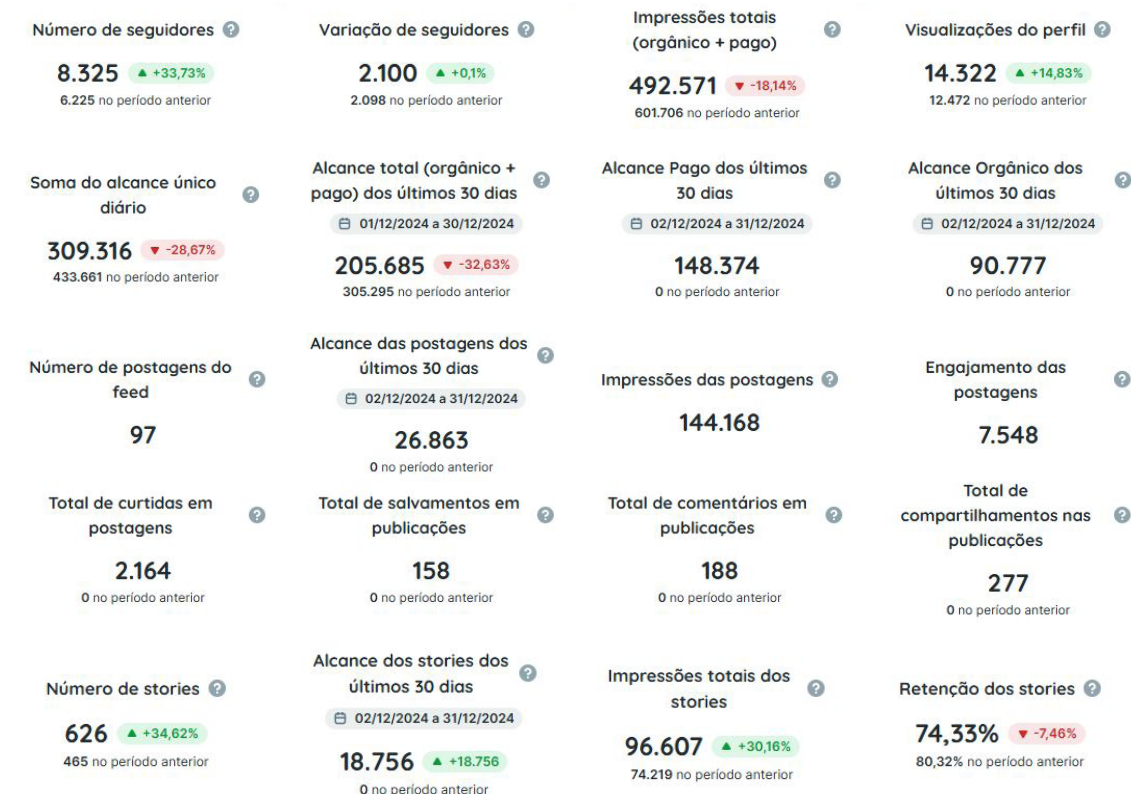 Número de seguidores
8.325 +33,73%
6.225 no período anterior
Variação de seguidores
2.100 +0,1%
2.098 no período anterior
Impressões totais
(orgânico + pago)
492.571 -18,14%
601.706 no período anterior
Visualizações do perfil
14.322 +14,83%
12.472 no período anterior
Soma do alcance único
diário
309.316 -28,67%
433.661 no período anterior
Alcance total (orgânico +
pago) dos últimos 30 dias
01/12/2024 a 30/12/2024
205.685 -32,63%
305.295 no período anterior
Alcance Pago dos últimos
30 dias
02/12/2024 a 31/12/2024
148.374
0 no período anterior
Alcance Orgânico dos
últimos 30 dias
02/12/2024 a 31/12/2024
90.777
0 no período anterior
Número de postagens do
feed
97
Alcance das postagens dos
últimos 30 dias
02/12/2024 a 31/12/2024
26.863
0 no período anterior
Impressões das postagens
144.168
Engajamento das
postagens
7.548
Total de curtidas em
postagens
2.164
0 no período anterior
Total de salvamentos em
publicações
158
0 no período anterior
Total de comentários em
publicações
188
0 no período anterior
Total de
compartilhamentos nas
publicações
277
0 no período anterior
Número de stories
626 +34,62%
465 no período anterior
Alcance dos stories dos
últimos 30 dias
02/12/2024 a 31/12/2024
18.756 +18.756
0 no período anterior
Impressões totais dos
stories
96.607 +30,16%
74.219 no período anterior
Retenção dos stories
74,33% -7,46%
80,32% no período anterior